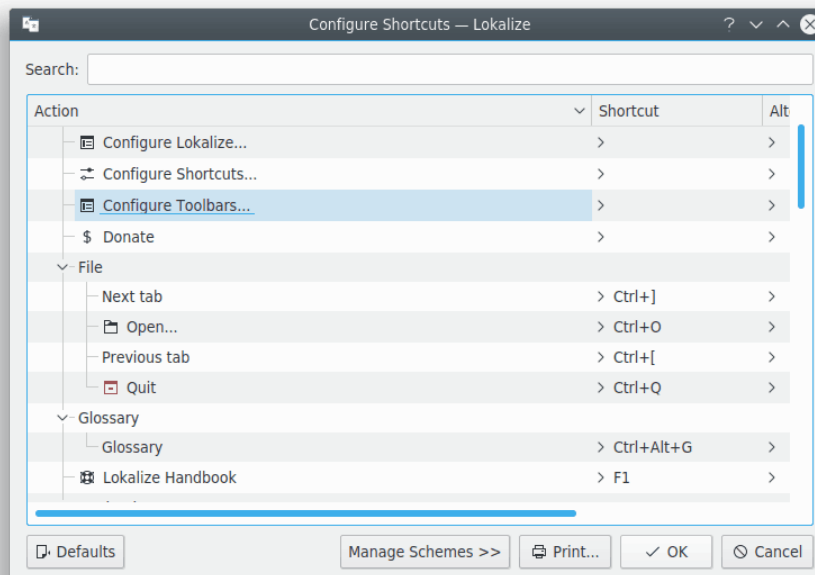 Configure Shortcuts — Lokalize
Search:
Action Shortcut Alt
Configure Lokalize...
Configure Shortcuts...
Configure Toolbars...
$ Donate
File
Next tab Ctrl+]
Open... Ctrl+O
Previous tab Ctrl+[
Quit Ctrl+Q
Glossary
Glossary Ctrl+Alt+G
Lokalize Handbook F1
Defaults Manage Schemes >> Print... OK Cancel